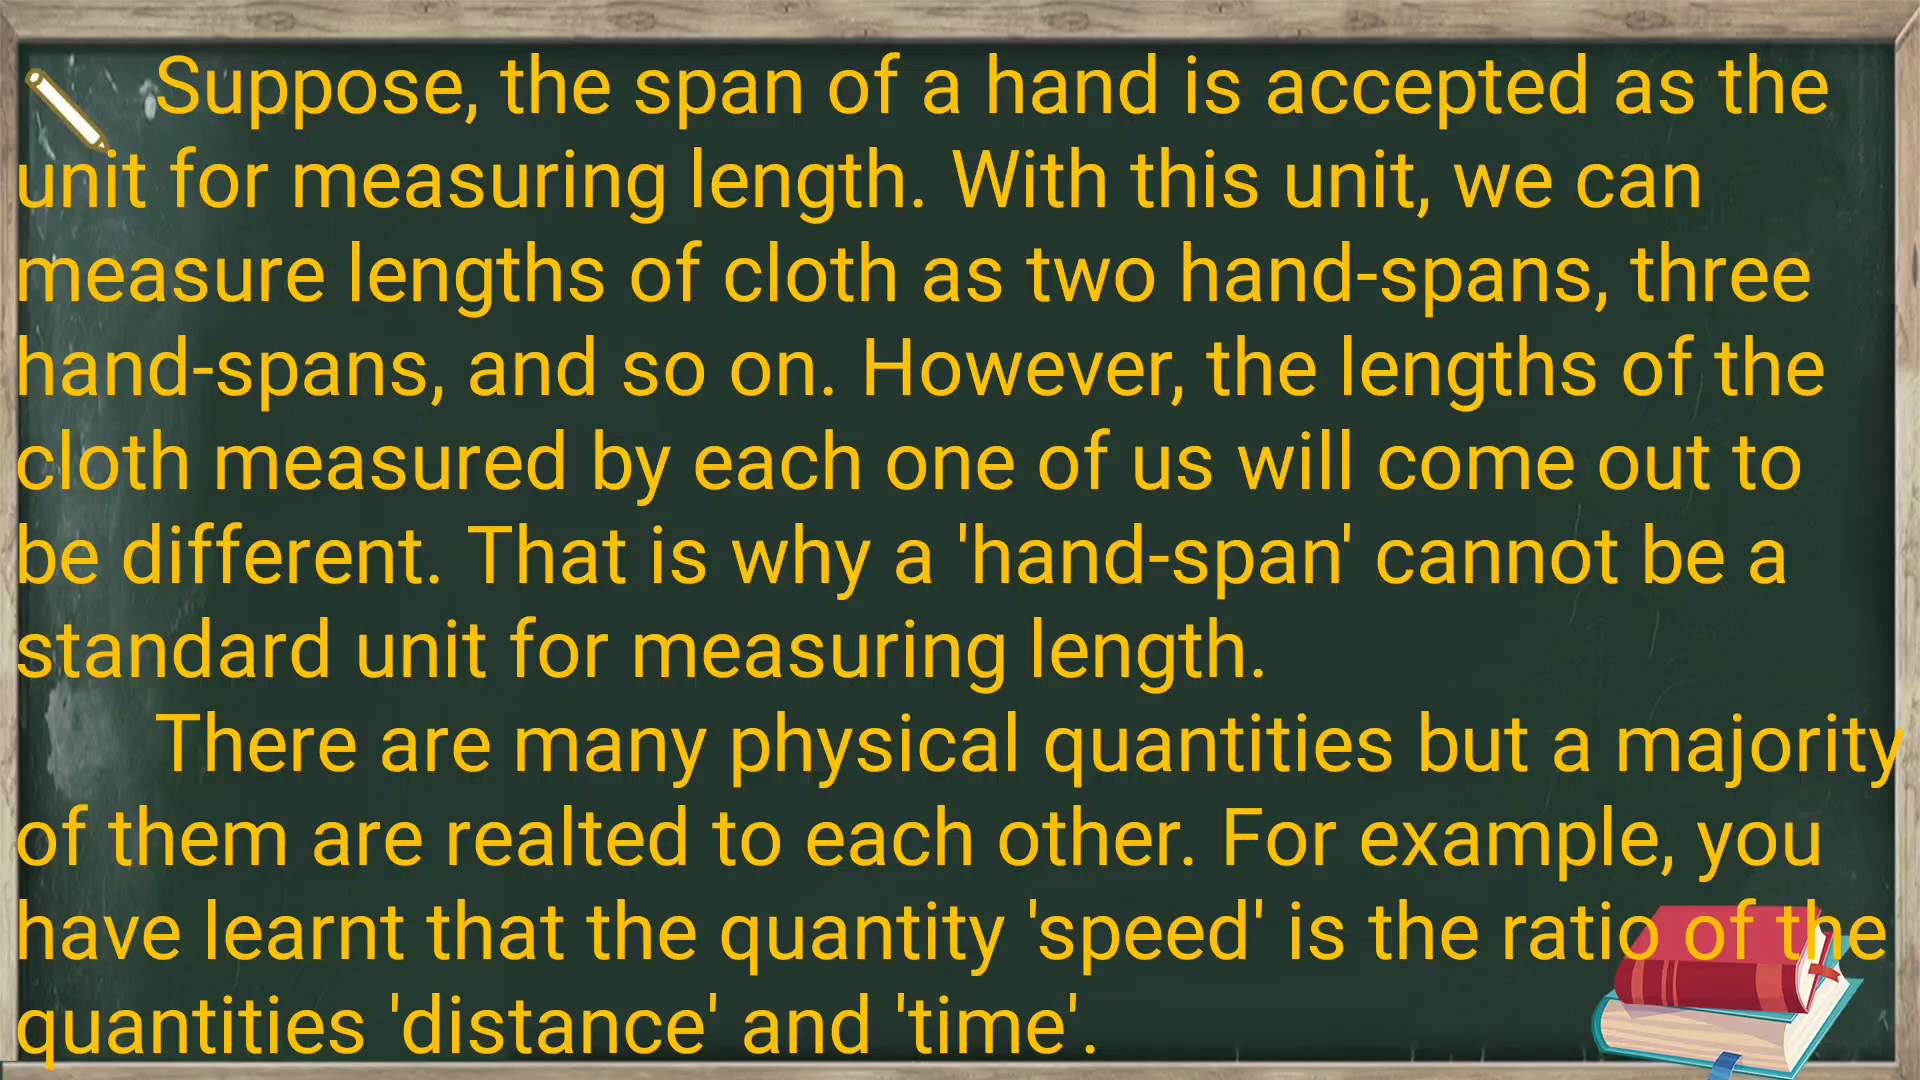 Suppose, the span of a hand is accepted as the
unit for measuring length. With this unit, we can
measure lengths of cloth as two hand-spans, three
hand-spans, and so on. However, the lengths of the
cloth measured by each one of us will come out to
be different. That is why a 'hand-span' cannot be a
standard unit for measuring length.
There are many physical quantities but a majority
of them are realted to each other. For example, you
have learnt that the quantity 'speed' is the ratio of the
quantities 'distance' and 'time'.